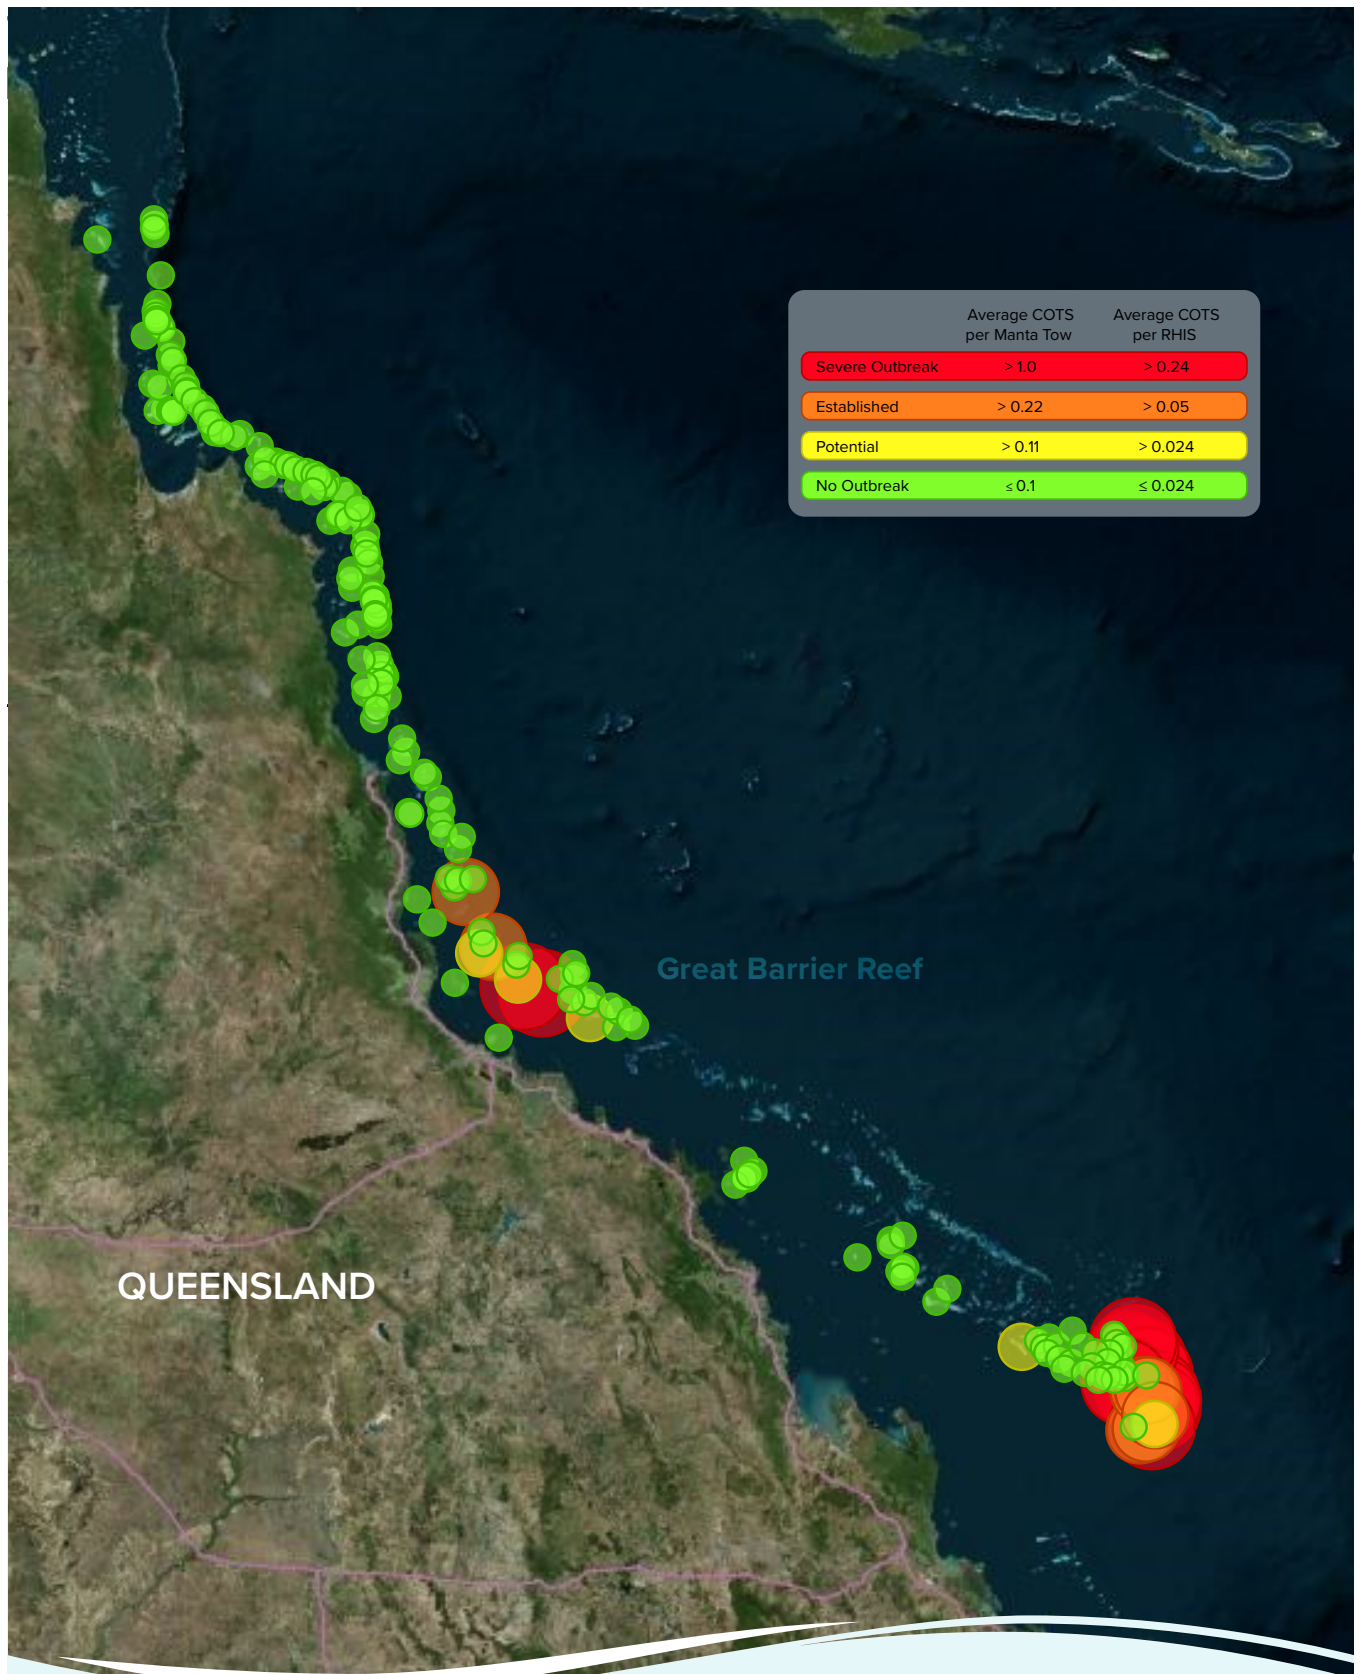 Average COTS
per Manta Tow
Average COTS
per RHIS
Severe Outbreak > 1.0 > 0.24
Established > 0.22 > 0.05
Potential > 0.11 > 0.024
No Outbreak ≤ 0.1 ≤ 0.024
Great Barrier Reef
QUEENSLAND